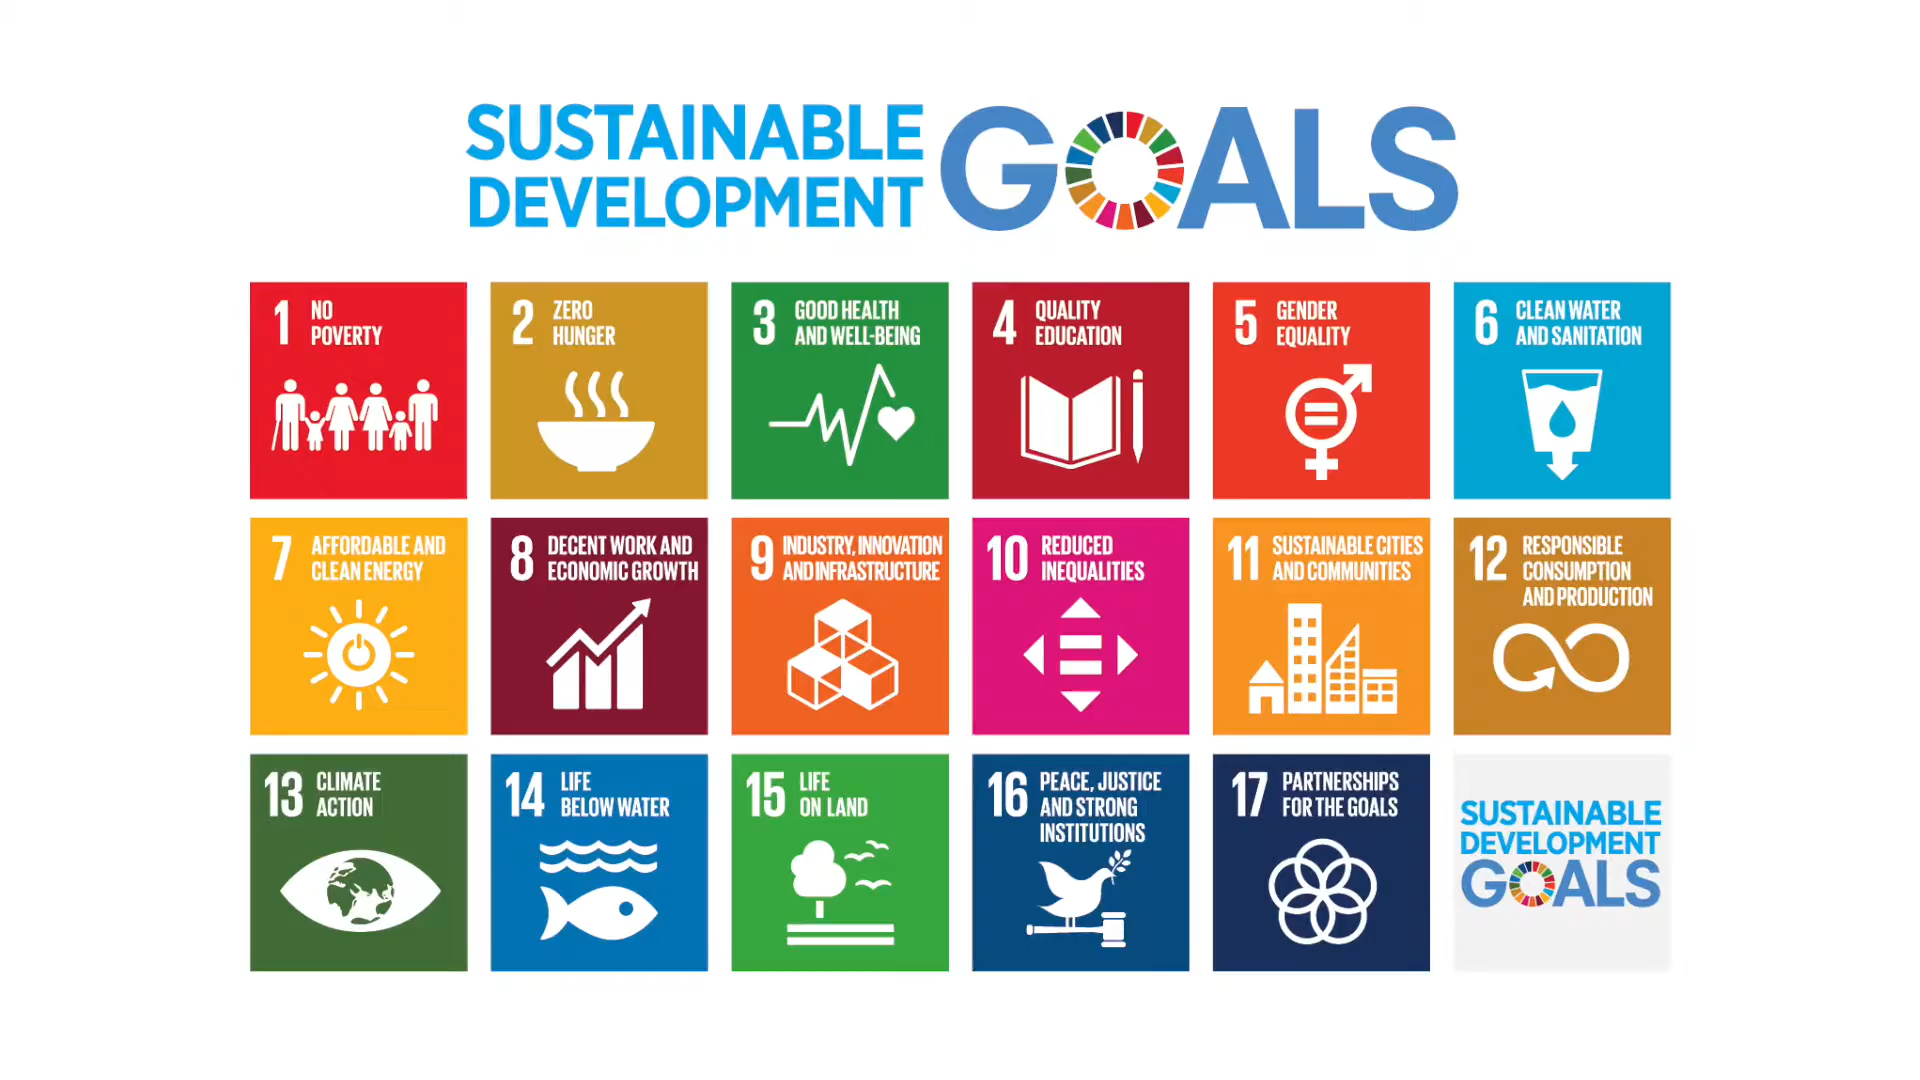 SUSTAINABLE
DEVELOPMENT
GOALS
1 NO
POVERTY
2 ZERO
HUNGER
3 GOOD HEALTH
AND WELL-BEING
4 QUALITY
EDUCATION
5 GENDER
EQUALITY
6 CLEAN WATER
AND SANITATION
7 AFFORDABLE AND
CLEAN ENERGY
8 DECENT WORK AND
ECONOMIC GROWTH
9 INDUSTRY, INNOVATION
AND INFRASTRUCTURE
10 REDUCED
INEQUALITIES
11 SUSTAINABLE CITIES
AND COMMUNITIES
12 RESPONSIBLE
CONSUMPTION
AND PRODUCTION
13 CLIMATE
ACTION
14 LIFE
BELOW WATER
15 LIFE
ON LAND
16 PEACE, JUSTICE
AND STRONG
INSTITUTIONS
17 PARTNERSHIPS
FOR THE GOALS
SUSTAINABLE
DEVELOPMENT
GOALS